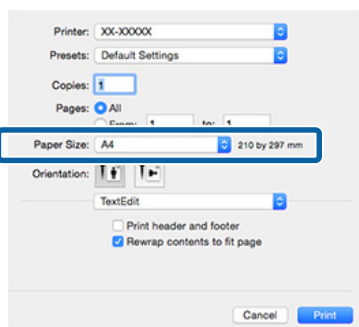 Printer: XX-XXXXX
Presets: Default Settings
Copies: 1
Pages: All
From: 1 to: 1
Paper Size: A4 210 by 297 mm
Orientation:
TextEdit
Print header and footer
Rewrap contents to fit page
Cancel Print